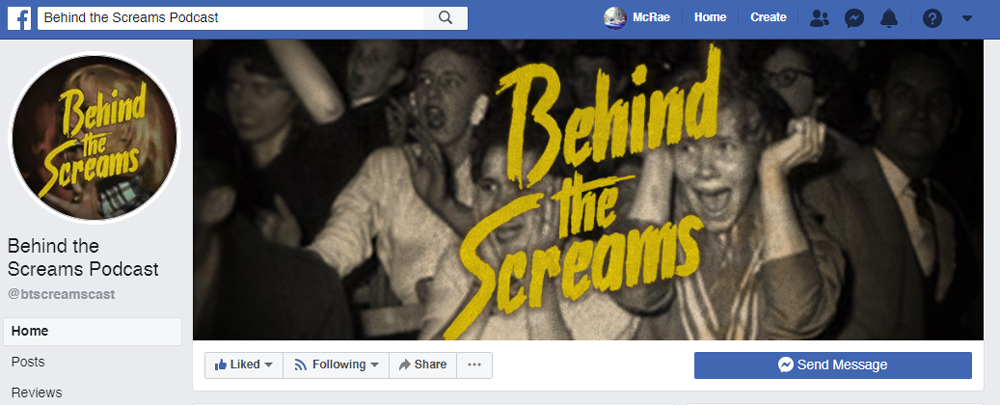 f
Behind the Screams Podcast
McRae
Home
Create
?
Behind
the
Screams
Behind the
Screams Podcast
@btscreamscast
Home
Posts
Reviews
Behind
the
Screams
Liked
Following
Share
...
Send Message